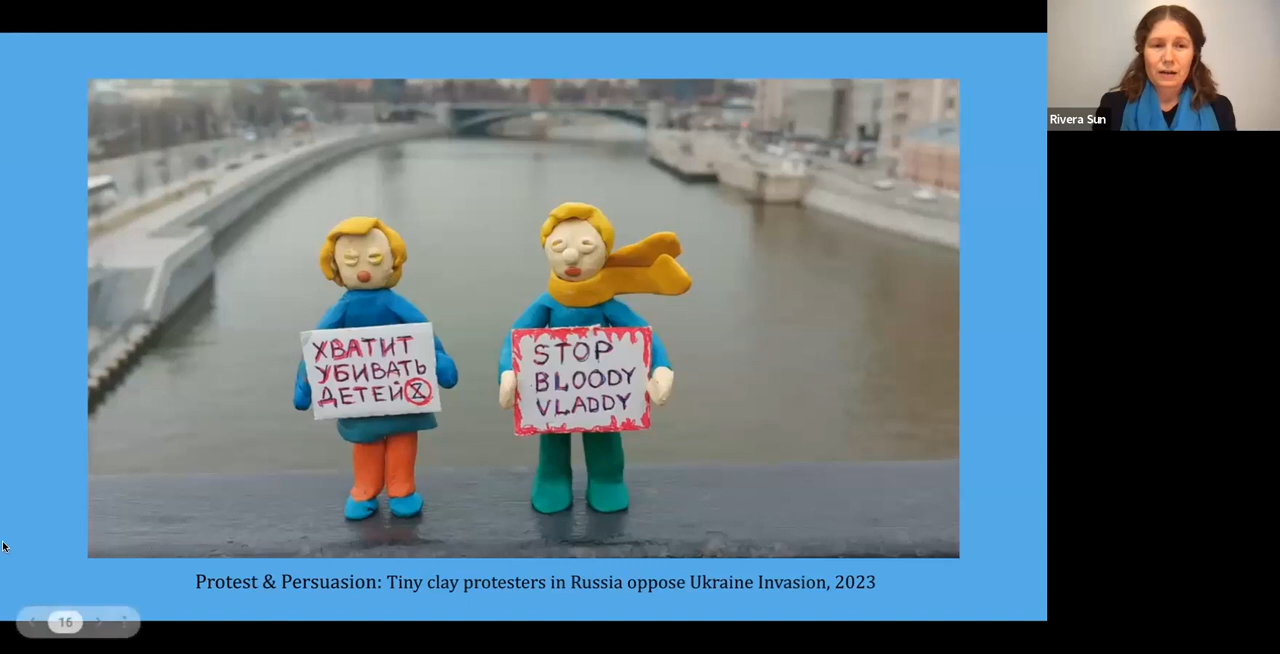 Rivera Sun
ХВАТИТ
УБИВАТЬ
ДЕТЕЙ
STOP
BLOODY
VLADDY
Protest & Persuasion: Tiny clay protesters in Russia oppose Ukraine Invasion, 2023
16